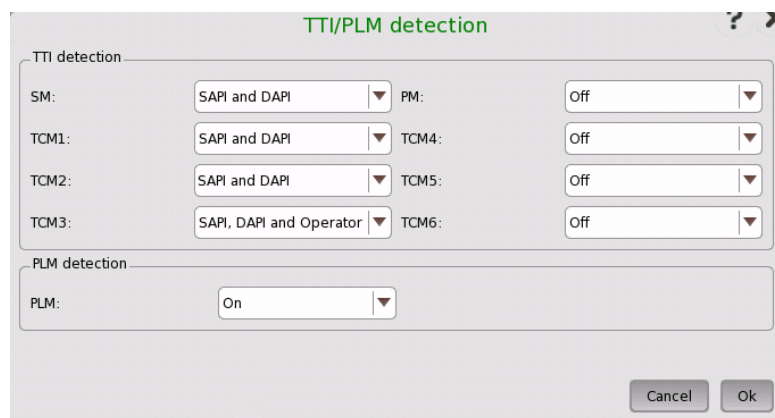 TTI/PLM detection
?
TTI detection
SM: SAPI and DAPI PM: Off
TCM1: SAPI and DAPI TCM4: Off
TCM2: SAPI and DAPI TCM5: Off
TCM3: SAPI, DAPI and Operator TCM6: Off
PLM detection
PLM: On
Cancel Ok